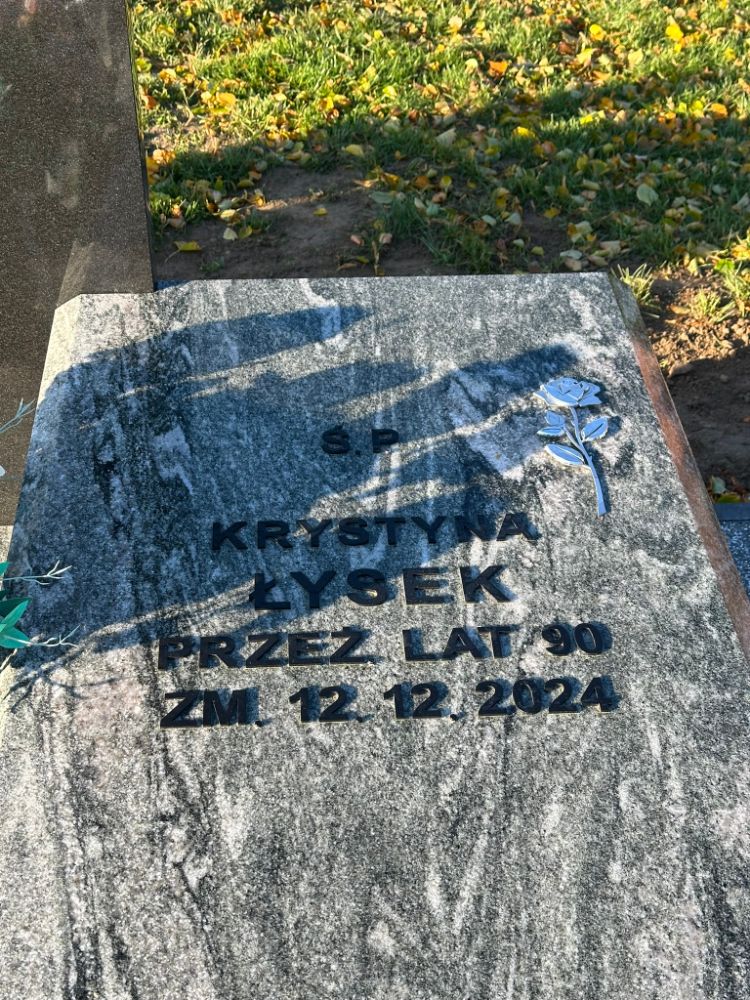 Ś.P.
KRYSTYNA
ŁYSEK
PRZEŻ LAT 90
ZM. 12.12.2024